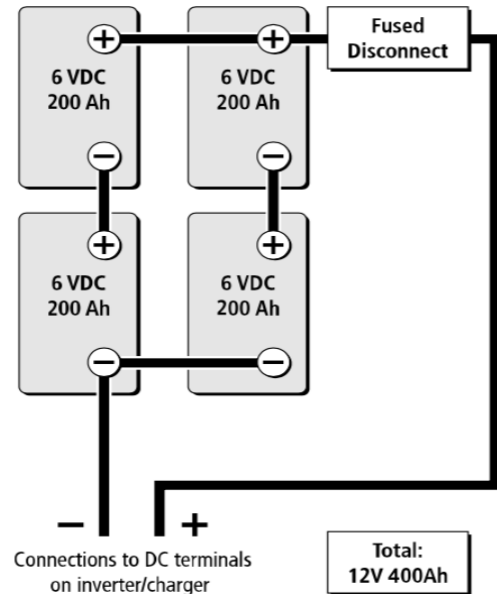 +
+
Fused
Disconnect
6 VDC
200 Ah
6 VDC
200 Ah
−
−
+
+
6 VDC
200 Ah
6 VDC
200 Ah
−
−
− +
Connections to DC terminals
on inverter/charger
Total:
12V 400Ah